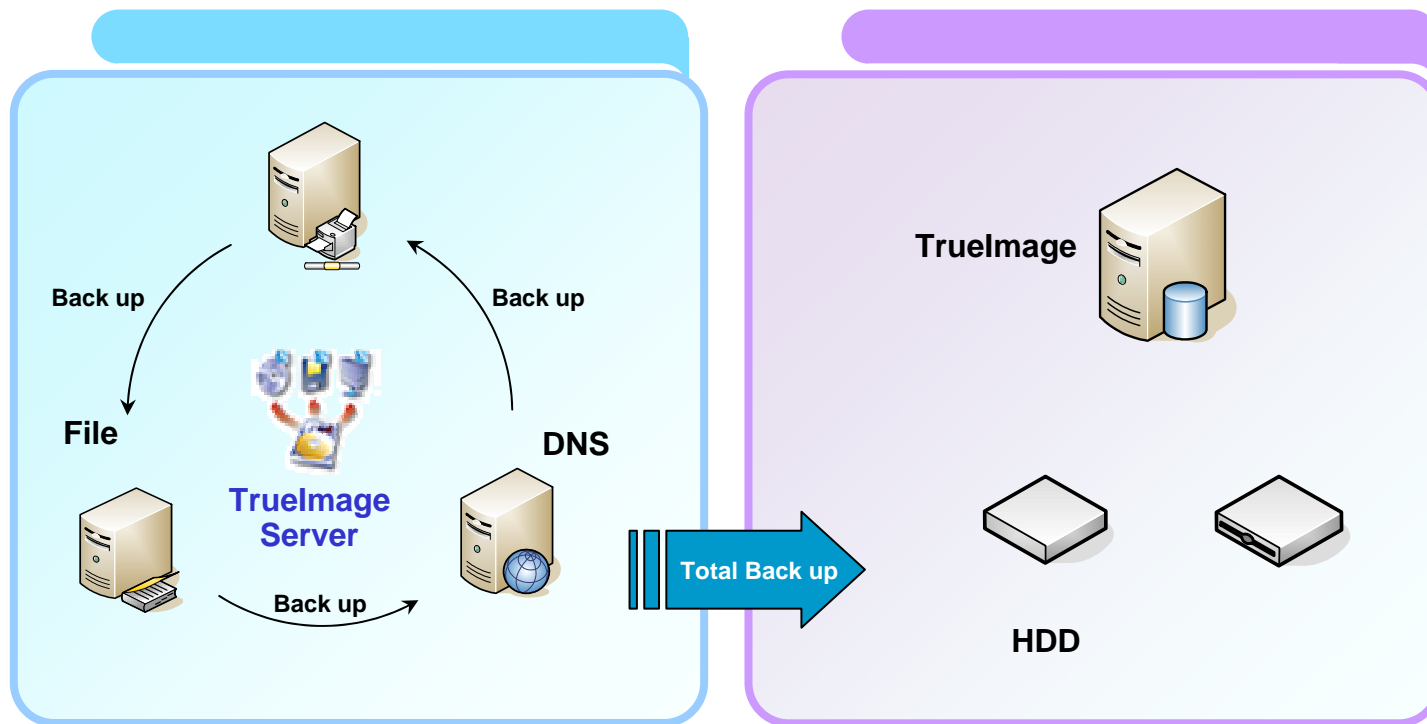 Back up
Back up
File
DNS
TrueImage
Server
Back up
Total Back up
TrueImage
HDD